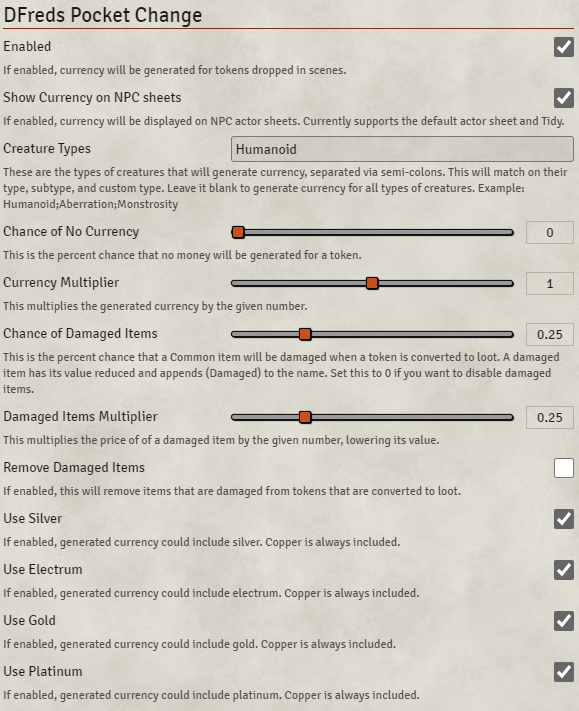 DFreds Pocket Change
Enabled
If enabled, currency will be generated for tokens dropped in scenes.
Show Currency on NPC sheets
If enabled, currency will be displayed on NPC actor sheets. Currently supports the default actor sheet and Tidy.
Creature Types
Humanoid
These are the types of creatures that will generate currency, separated via semi-colons. This will match on their
type, subtype, and custom type. Leave it blank to generate currency for all types of creatures. Example:
Humanoid;Aberration;Monstrosity
Chance of No Currency
0
This is the percent chance that no money will be generated for a token.
Currency Multiplier
1
This multiplies the generated currency by the given number.
Chance of Damaged Items
0.25
This is the percent chance that a Common item will be damaged when a token is converted to loot. A damaged
item has its value reduced and appends (Damaged) to the name. Set this to 0 if you want to disable damaged
items.
Damaged Items Multiplier
0.25
This multiplies the price of of a damaged item by the given number, lowering its value.
Remove Damaged Items
If enabled, this will remove items that are damaged from tokens that are converted to loot.
Use Silver
If enabled, generated currency could include silver. Copper is always included.
Use Electrum
If enabled, generated currency could include electrum. Copper is always included.
Use Gold
If enabled, generated currency could include gold. Copper is always included.
Use Platinum
If enabled, generated currency could include platinum. Copper is always included.